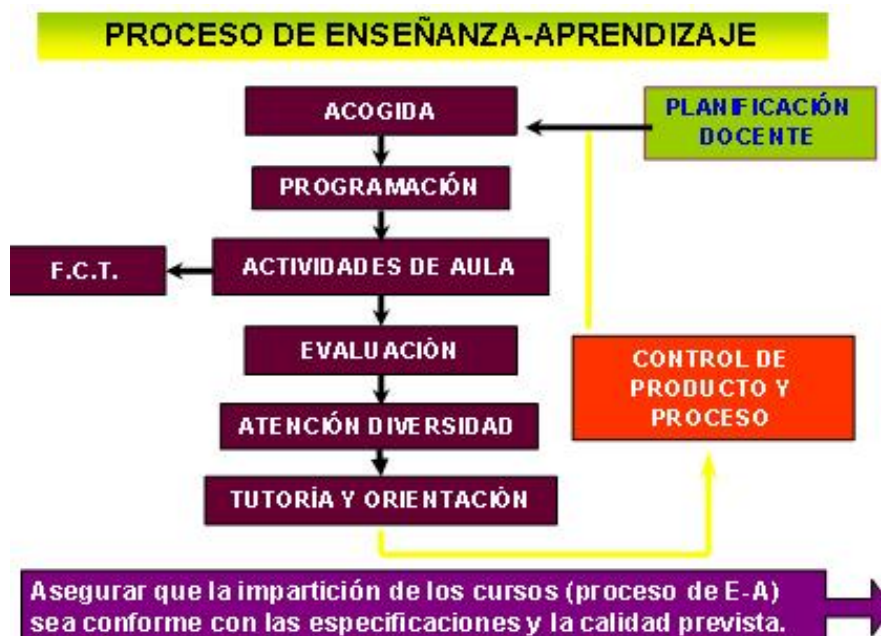 PROCESO DE ENSEÑANZA-APRENDIZAJE
ACOGIDA
PLANIFICACIÓN
DOCENTE
PROGRAMACIÓN
F.C.T.
ACTIVIDADES DE AULA
EVALUACIÓN
CONTROL DE
PRODUCTO Y
PROCESO
ATENCIÓN DIVERSIDAD
TUTORÍA Y ORIENTACIÓN
Asegurar que la impartición de los cursos (proceso de E-A)
sea conforme con las especificaciones y la calidad prevista.